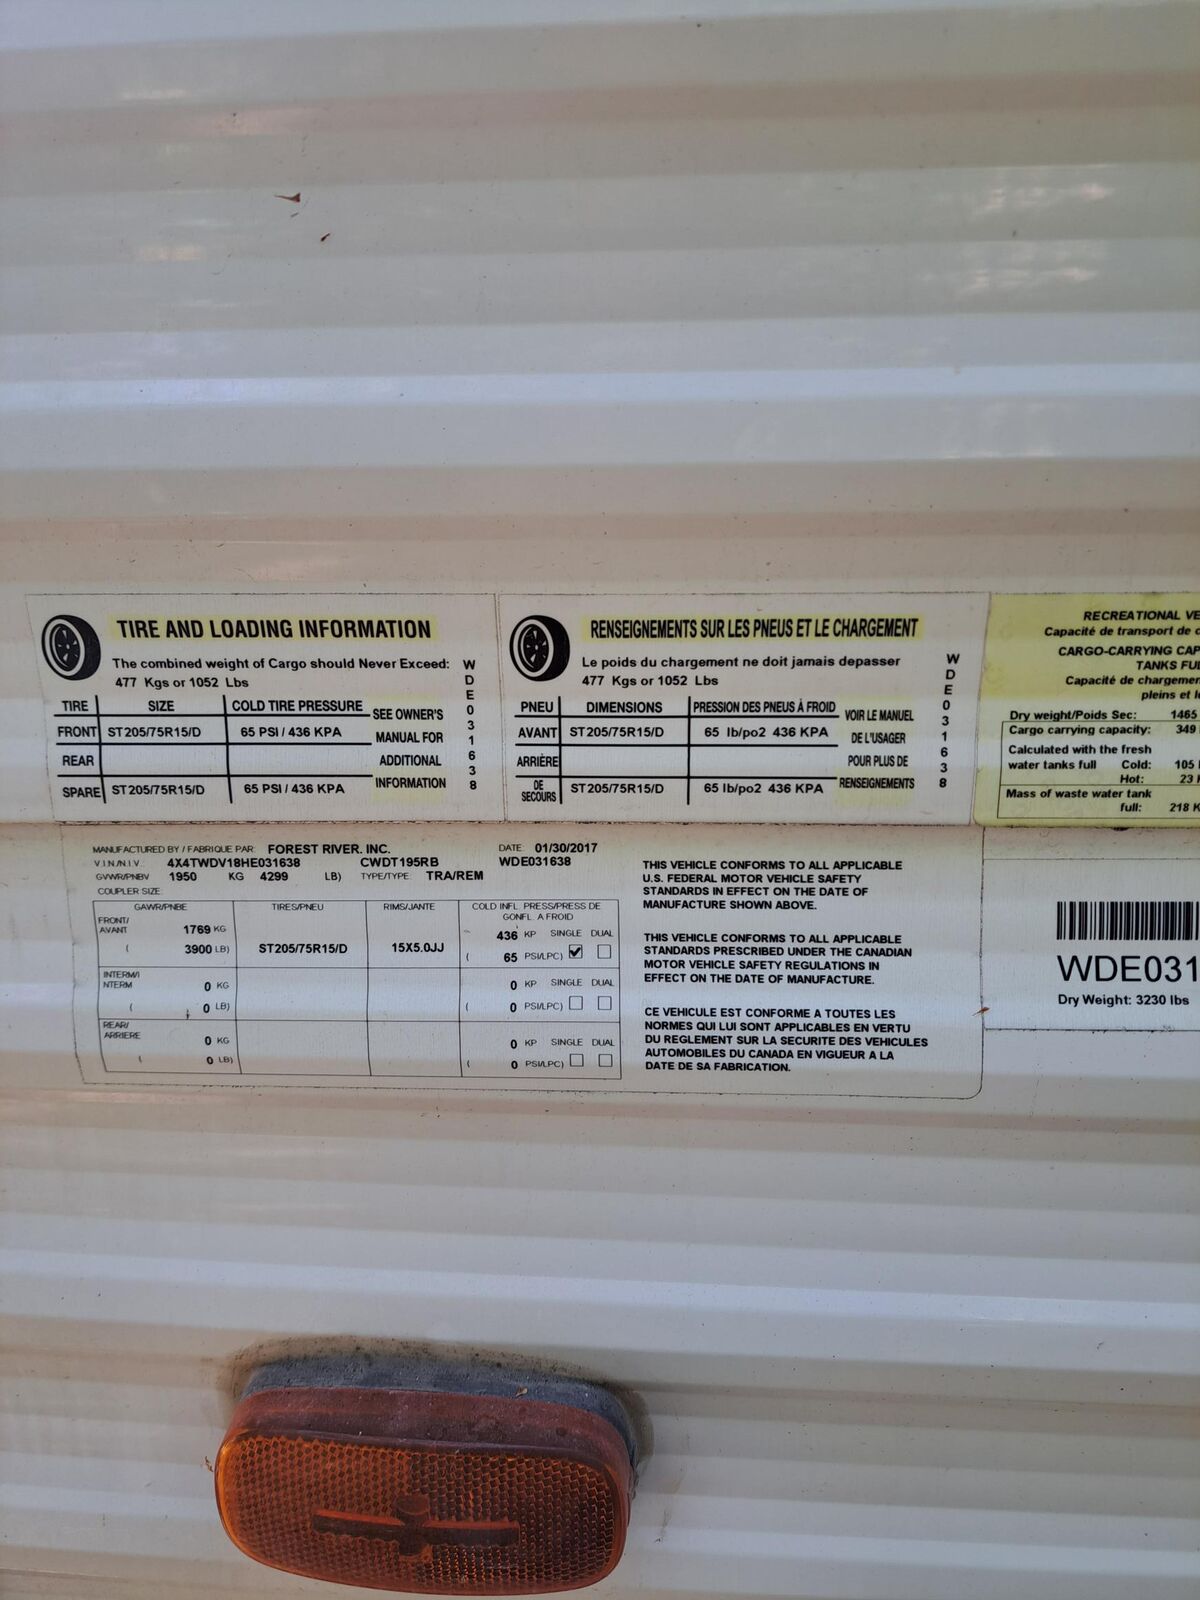 TIRE AND LOADING INFORMATION
The combined weight of Cargo should Never Exceed:
477 Kgs or 1052 Lbs
TIRE SIZE COLD TIRE PRESSURE SEE OWNER'S
FRONT ST205/75R15/D 65 PSI / 436 KPA MANUAL FOR
REAR ADDITIONAL
SPARE ST205/75R15/D 65 PSI / 436 KPA INFORMATION
WDE031638
RENSEIGNEMENTS SUR LES PNEUS ET LE CHARGEMENT
Le poids du chargement ne doit jamais depasser
477 Kgs or 1052 Lbs
PNEU DIMENSIONS PRESSION DES PNEUS À FROID VOIR LE MANUEL
AVANT ST205/75R15/D 65 lb/po2 436 KPA DE L'USAGER
ARRIÈRE POUR PLUS DE
DE SECOURS ST205/75R15/D 65 lb/po2 436 KPA RENSEIGNEMENTS
WDE031638
RECREATIONAL VE
Capacité de transport de c
CARGO-CARRYING CAP
TANKS FUL
Capacité de chargemen
pleins et l
Dry weight/Poids Sec: 1465
Cargo carrying capacity: 349
Calculated with the fresh
water tanks full Cold: 105
Hot: 23
Mass of waste water tank
full: 218 K
MANUFACTURED BY / FABRIQUE PAR: FOREST RIVER. INC. DATE: 01/30/2017
V.I.N./N.I.V.: 4X4TWDV18HE031638 CWDT195RB WDE031638
GVWR/PNBV 1950 KG 4299 LB) TYPE/TYPE: TRA/REM
COUPLER SIZE:
GAWR/PNBE TIRES/PNEU RIMS/JANTE COLD INFL. PRESS/PRESS DE
GONFL. A FROID
FRONT/
AVANT 1769 KG 436 KP SINGLE DUAL
( 3900 LB) ST205/75R15/D 15X5.0JJ ( 65 PSI/LPC)
INTERM/I
NTERM 0 KG 0 KP SINGLE DUAL
( 0 LB) ( 0 PSI/LPC)
REAR/
ARRIERE 0 KG 0 KP SINGLE DUAL
( 0 LB) ( 0 PSI/LPC)
THIS VEHICLE CONFORMS TO ALL APPLICABLE
U.S. FEDERAL MOTOR VEHICLE SAFETY
STANDARDS IN EFFECT ON THE DATE OF
MANUFACTURE SHOWN ABOVE.
THIS VEHICLE CONFORMS TO ALL APPLICABLE
STANDARDS PRESCRIBED UNDER THE CANADIAN
MOTOR VEHICLE SAFETY REGULATIONS IN
EFFECT ON THE DATE OF MANUFACTURE.
CE VEHICULE EST CONFORME A TOUTES LES
NORMES QUI LUI SONT APPLICABLES EN VERTU
DU REGLEMENT SUR LA SECURITE DES VEHICULES
AUTOMOBILES DU CANADA EN VIGUEUR A LA
DATE DE SA FABRICATION.
WDE031
Dry Weight: 3230 lbs